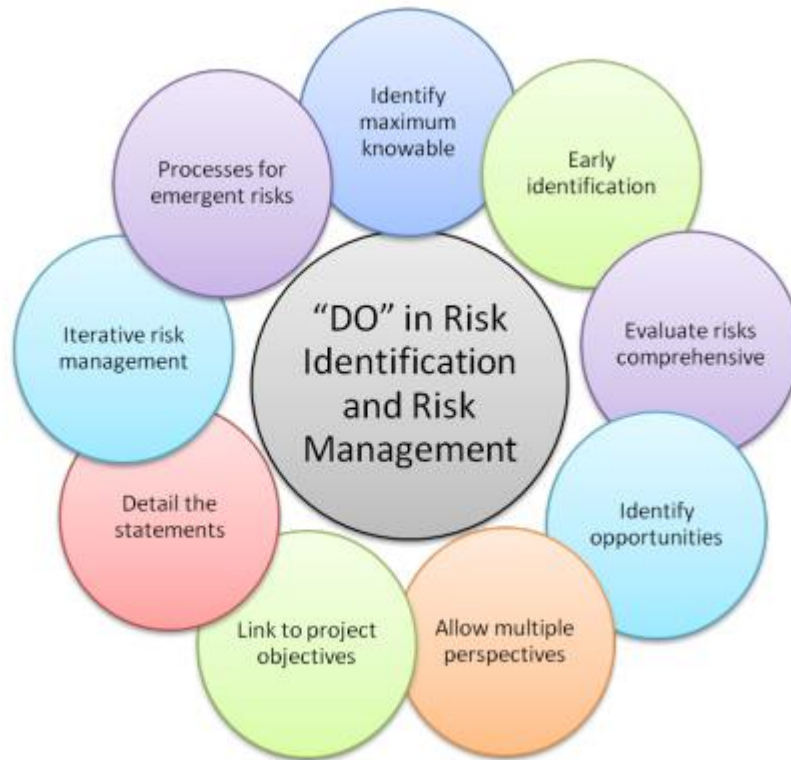 Identify
maximum
knowable
Early
identification
Evaluate risks
comprehensive
Identify
opportunities
Allow multiple
perspectives
Link to project
objectives
Detail the
statements
Iterative risk
management
Processes for
emergent risks
“DO” in Risk
Identification
and Risk
Management